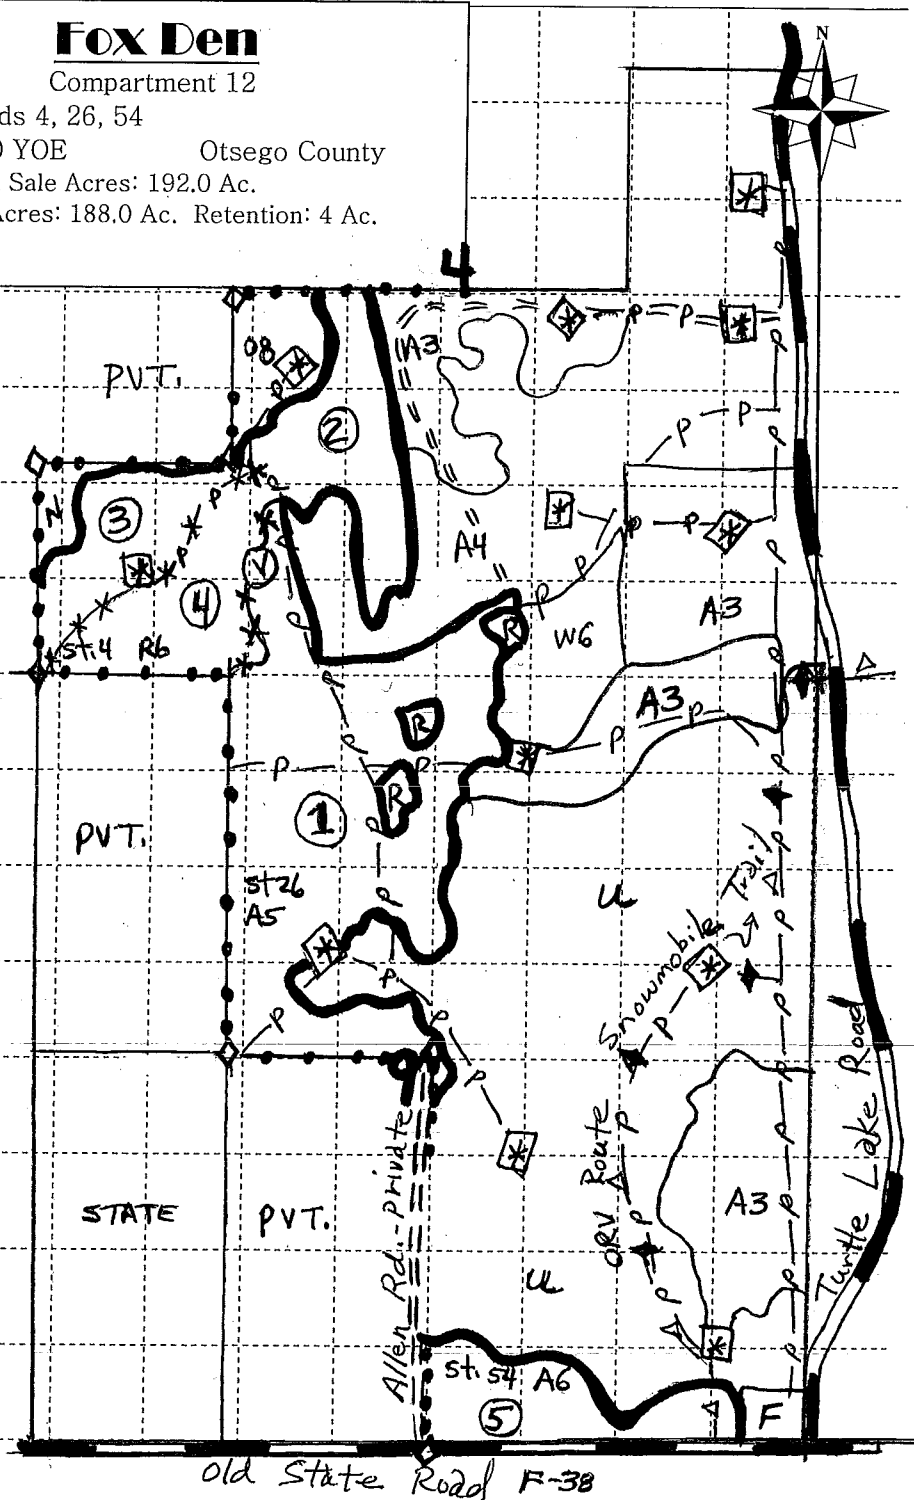 Fox Den
Compartment 12
ds 4, 26, 54
YOE Otsego County
Sale Acres: 192.0 Ac.
Acres: 188.0 Ac. Retention: 4 Ac.
N
4
08
A3
PVT.
P
P
P
P
P
2
P
P
N
3
P
P
P
P
A4
P
P
V
P
A3
4
P
R
W6
st.4 R6
P
P
A3
P
R
P
P
P
P
P
R
1
P
PVT.
P
P
st 26
A5
U
Snowmobile Trail
P
P
P
P
P
P
P
P
P
P
STATE
PVT.
Allen Rd.-Private
ORV Route
P
P
P
A3
P
P
P
Turtle Lake Road
U
P
st. 54 A6
5
F
Old State Road F-38